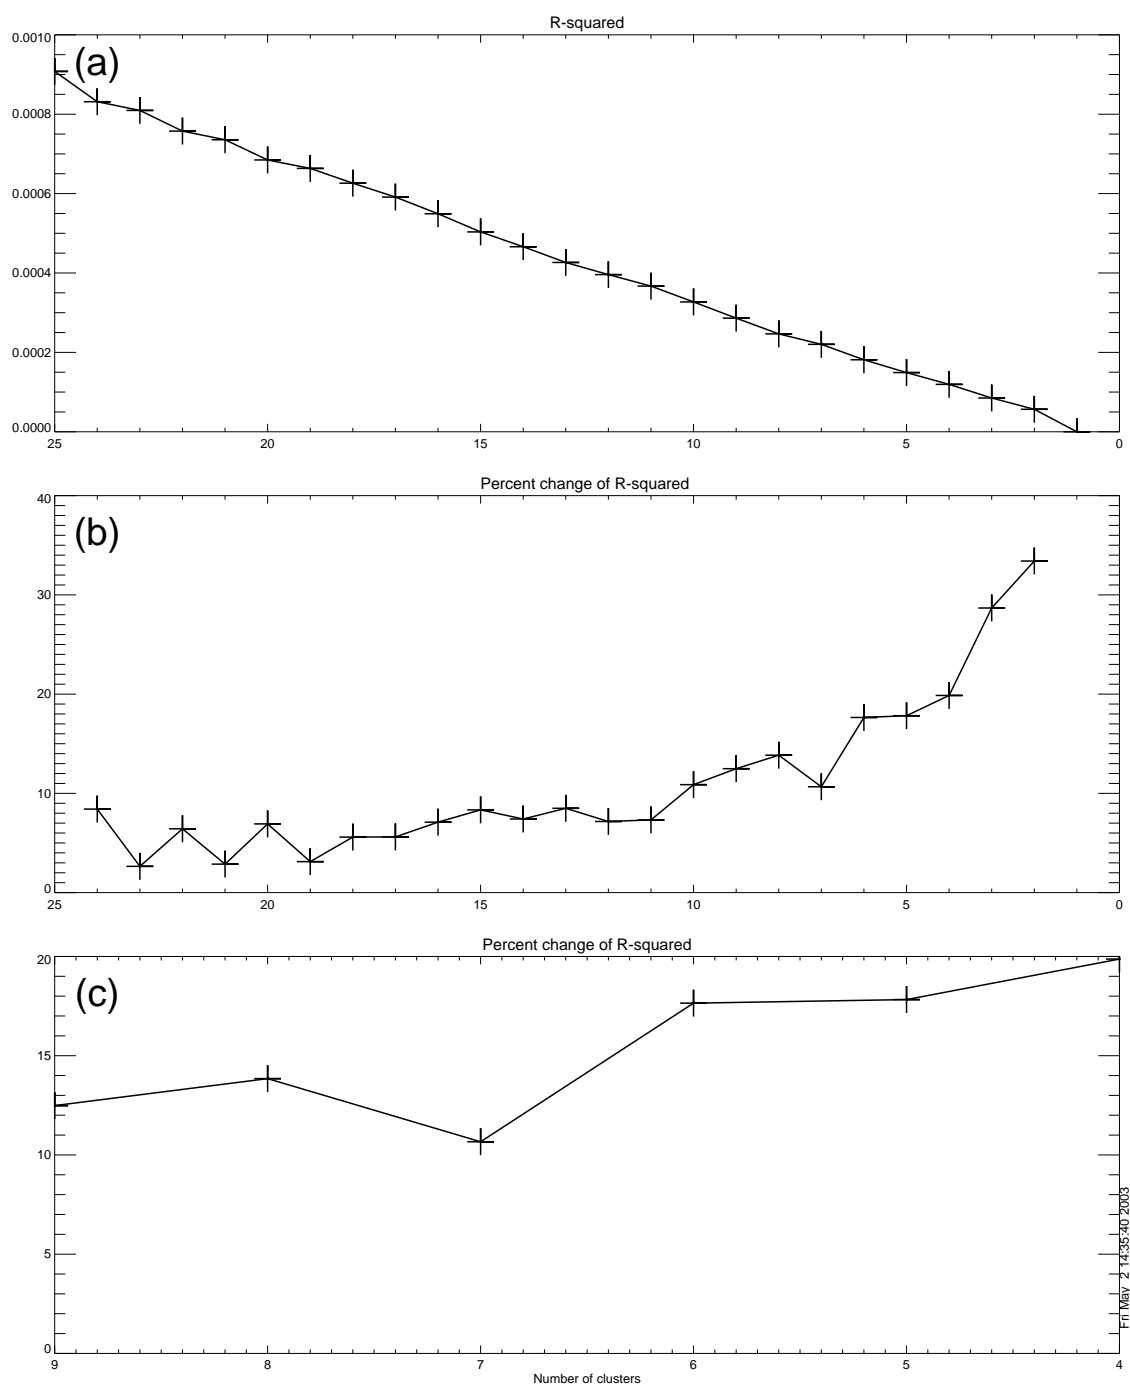 R-squared
(a)
0.0010
0.0008
0.0006
0.0004
0.0002
0.0000
25 20 15 10 5 0
Percent change of R-squared
(b)
40
30
20
10
0
25 20 15 10 5 0
Percent change of R-squared
(c)
20
15
10
5
0
9 8 7 6 5 4
Number of clusters
Fri May 2 14:35:40 2003